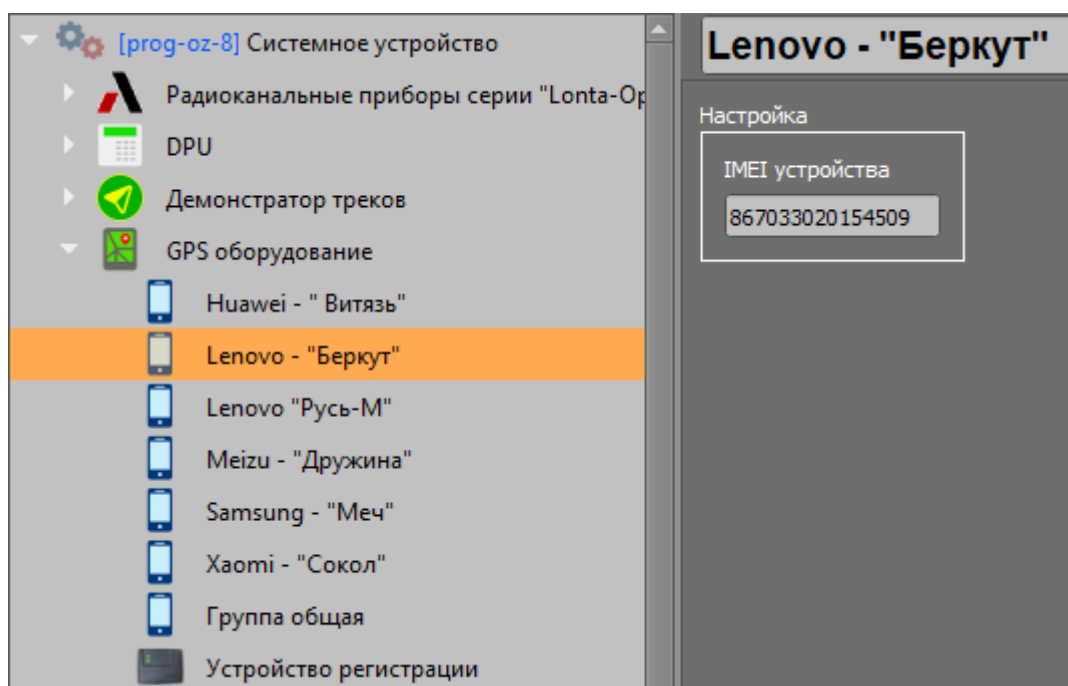 [prog-oz-8] Системное устройство
Радиоканальные приборы серии "Lonta-Op
DPU
Демонстратор треков
GPS оборудование
Huawei - " Витязь"
Lenovo - "Беркут"
Lenovo "Русь-М"
Meizu - "Дружина"
Samsung - "Меч"
Xaomi - "Сокол"
Группа общая
Устройство регистрации
Lenovo - "Беркут"
Настройка
IMEI устройства
867033020154509